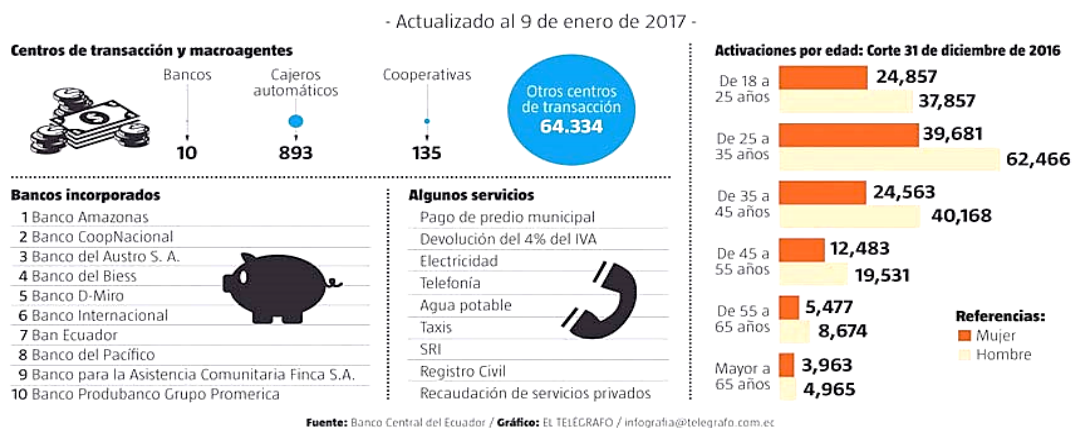 - Actualizado al 9 de enero de 2017 -
Centros de transacción y macroagentes
Bancos
10
Cajeros
automáticos
893
Cooperativas
135
Otros centros
de transacción
64.334
Bancos incorporados
1 Banco Amazonas
2 Banco CoopNacional
3 Banco del Austro S. A.
4 Banco del Biess
5 Banco D-Miro
6 Banco Internacional
7 Ban Ecuador
8 Banco del Pacífico
9 Banco para la Asistencia Comunitaria Finca S.A.
10 Banco Produbanco Grupo Promerica
Algunos servicios
Pago de predio municipal
Devolución del 4% del IVA
Electricidad
Telefonía
Agua potable
Taxis
SRI
Registro Civil
Recaudación de servicios privados
Activaciones por edad: Corte 31 de diciembre de 2016
De 18 a
25 años
24,857
37,857
De 25 a
35 años
39,681
62,466
De 35 a
45 años
24,563
40,168
De 45 a
55 años
12,483
19,531
De 55 a
65 años
5,477
8,674
Mayor a
65 años
3,963
4,965
Referencias:
Mujer
Hombre
Fuente: Banco Central del Ecuador / Gráfico: EL TELÉGRAFO / infografia@telegrafo.com.ec